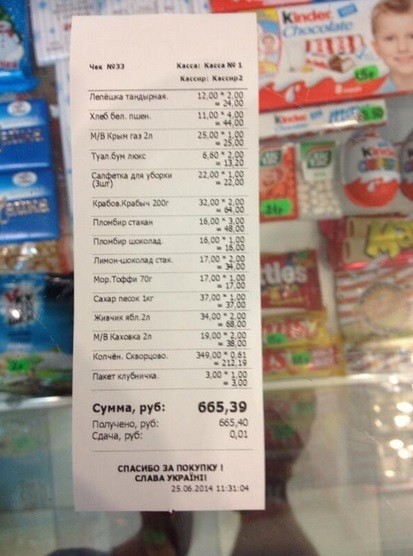 Чек №33 Касса: Касса № 1
Кассир: Кассир2
Лепёшка тандырная. 12,00 * 2,00
= 24,00
Хлеб бел. пшен. 11,00 * 4,00
= 44,00
М/В Крым газ 2л 25,00 * 1,00
= 25,00
Туал.бум люкс 6,60 * 2,00
= 13,20
Салфетка для уборки 22,00 * 1,00
(3шт) = 22,00
Крабов.Крабыч 200г 32,00 * 2,00
= 64,00
Пломбир стакан 16,00 * 3,00
= 48,00
Пломбир шоколад. 16,00 * 1,00
= 16,00
Лимон-шоколад стак. 17,00 * 2,00
= 34,00
Мор.Тоффи 70г 17,00 * 1,00
= 17,00
Сахар песок 1кг 37,00 * 1,00
= 37,00
Живчик ябл.2л 34,00 * 2,00
= 68,00
М/В Каховка 2л 19,00 * 2,00
= 38,00
Копчён. Скворцово. 349,00 * 0,61
= 212,19
Пакет клубничка. 3,00 * 1,00
= 3,00
Сумма, руб: 665,39
Получено, руб: 665,40
Сдача, руб: 0,01
СПАСИБО ЗА ПОКУПКУ !
СЛАВА УКРАЇНІ!
25.06.2014 11:31:04
Kinder
Chocolate
Kinder